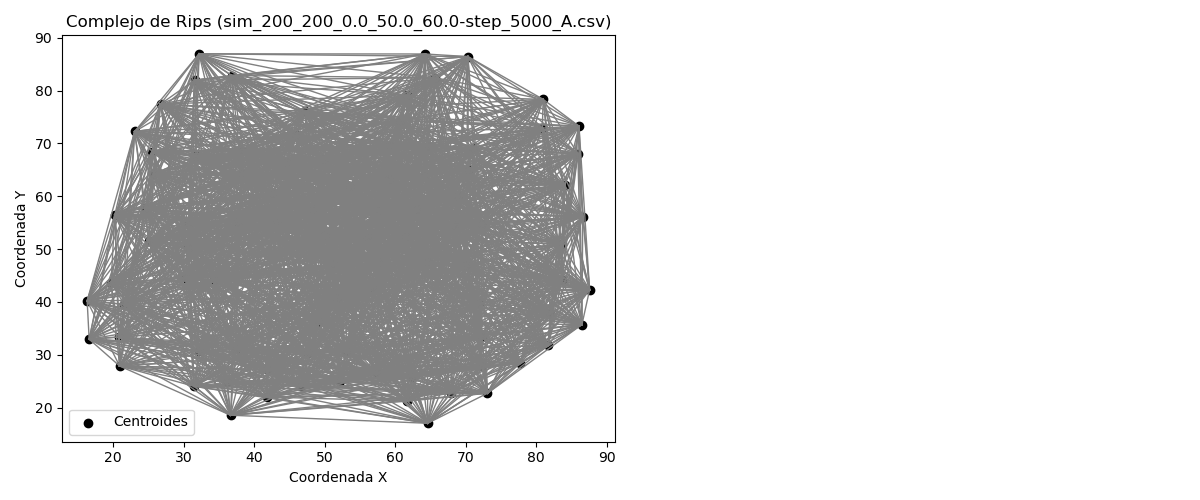 Complejo de Rips (sim_200_200_0.0_50.0_60.0-step_5000_A.csv)
90
80
70
60
50
40
30
20
Coordenada Y
Centroides
20 30 40 50 60 70 80 90
Coordenada X